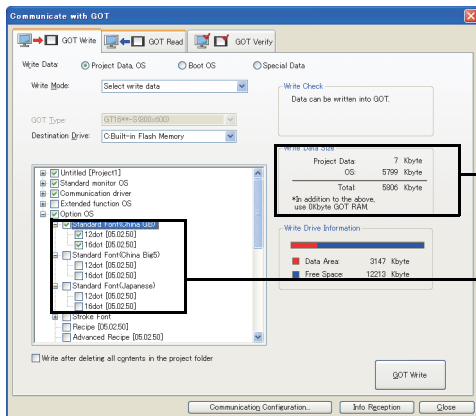 Communicate with GOT
GOT Write
GOT Read
GOT Verify
Write Data:
Project Data, OS
Boot OS
Special Data
Write Mode:
Select write data
GOT Type:
GT16**-S(800x600)
Destination Drive:
C:Built-in Flash Memory
Untitled [Project1]
Standard monitor OS
Communication driver
Extended function OS
Option OS
Standard Font(China GB)
12dot [05.02.50]
16dot [05.02.50]
Standard Font(China Big5)
12dot [05.02.50]
16dot [05.02.50]
Standard Font(Japanese)
12dot [05.02.50]
16dot [05.02.50]
Stroke Font
Recipe [05.02.50]
Advanced Recipe [05.02.50]
Write after deleting all contents in the project folder
Write Check
Data can be written into GOT.
Write Data Size
Project Data: 7 Kbyte
OS: 5799 Kbyte
Total: 5806 Kbyte
*In addition to the above,
use 0Kbyte GOT RAM.
Write Drive Information
Data Area: 3147 Kbyte
Free Space: 12213 Kbyte
GOT Write
Communication Configuration...
Info Reception
Close